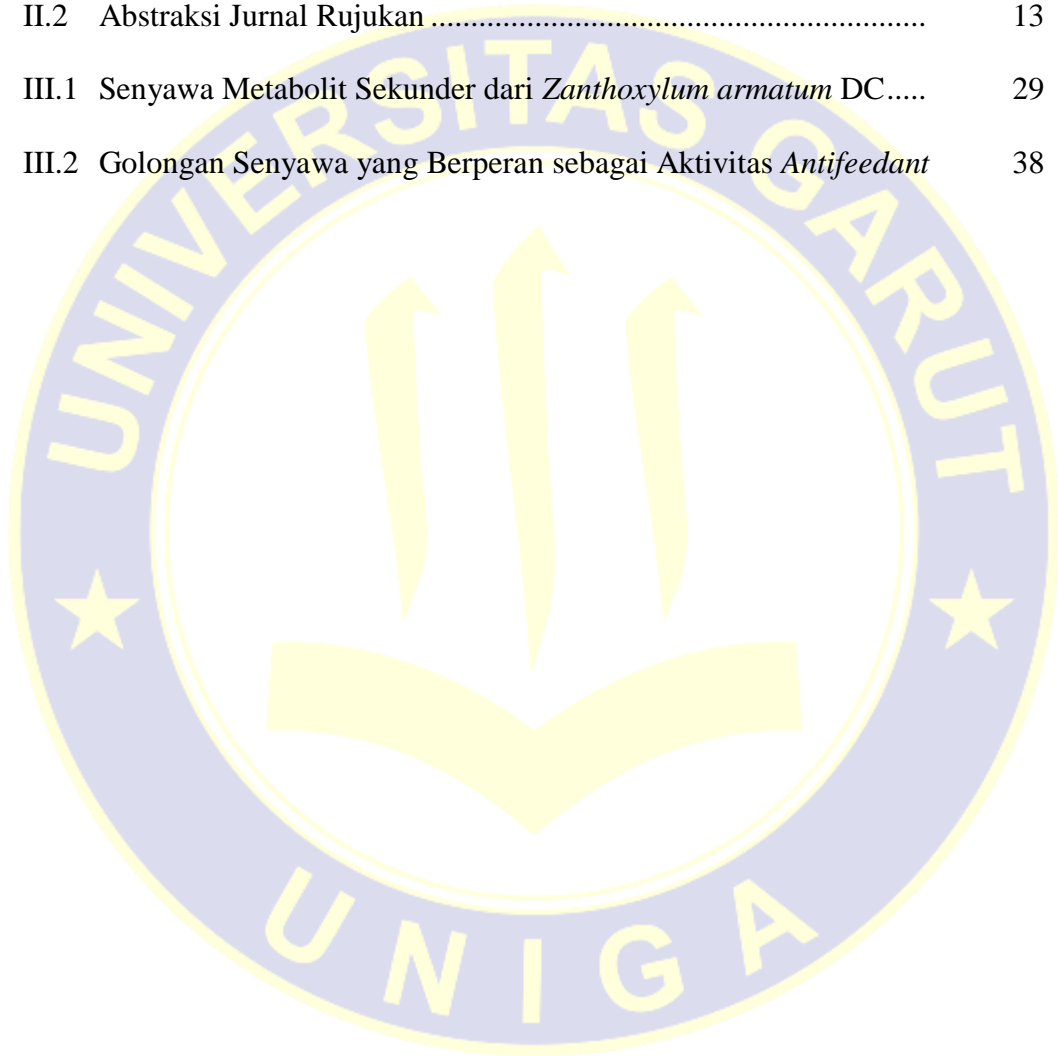 II.2 Abstraksi Jurnal Rujukan ............................................................. 13
III.1 Senyawa Metabolit Sekunder dari Zanthoxylum armatum DC..... 29
III.2 Golongan Senyawa yang Berperan sebagai Aktivitas Antifeedant 38
UNIVERSITAS GARUT
UNIGA